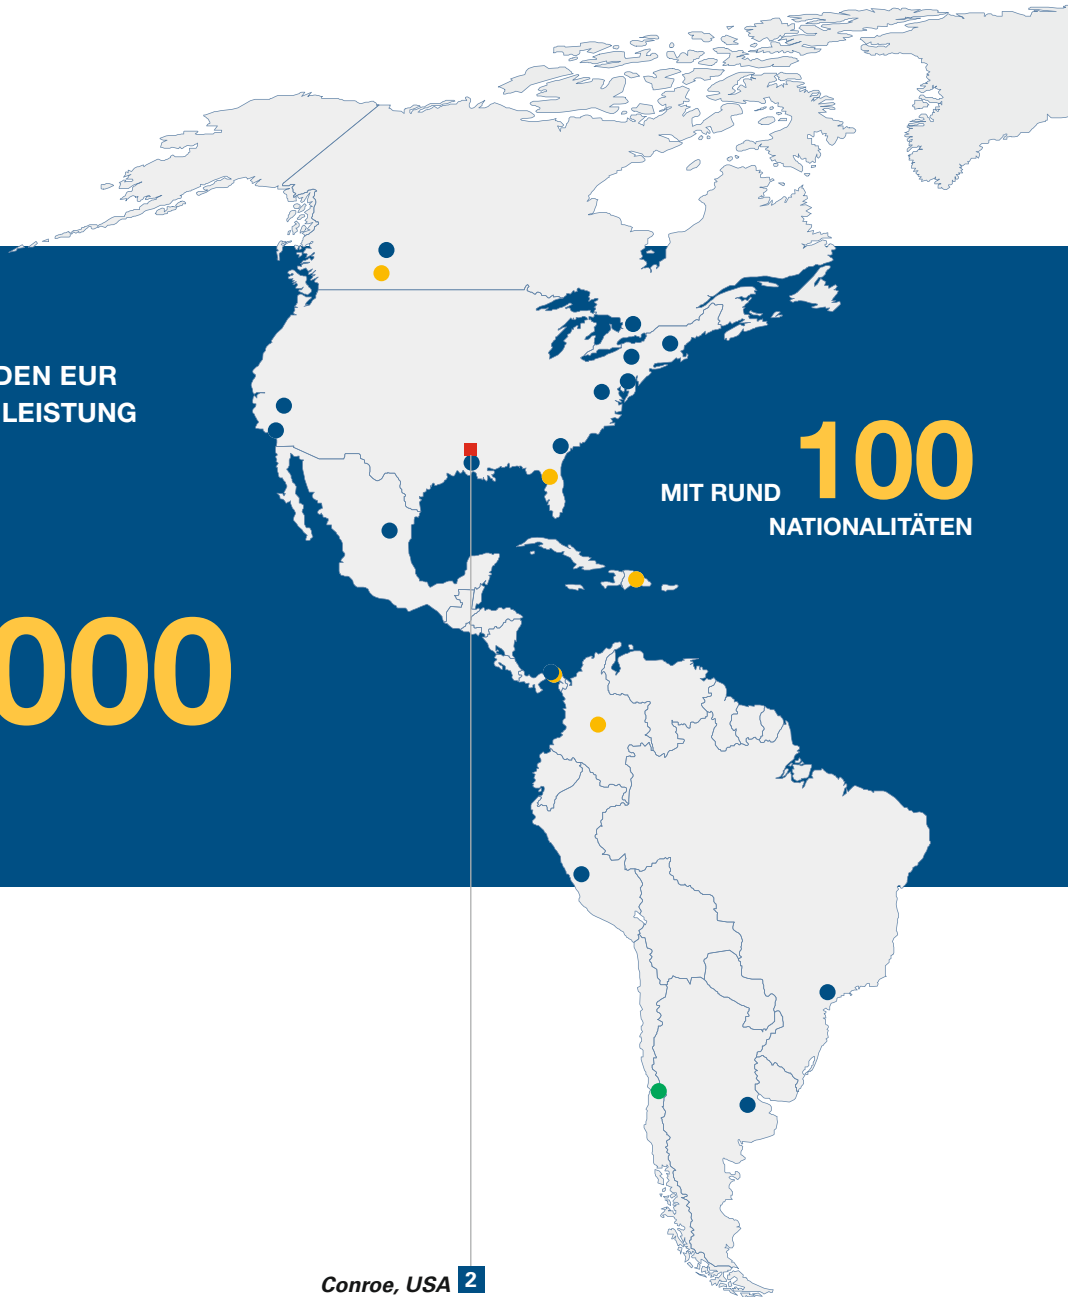 DEN EUR
LEISTUNG
MIT RUND 100
NATIONALITÄTEN
000
Conroe, USA 2